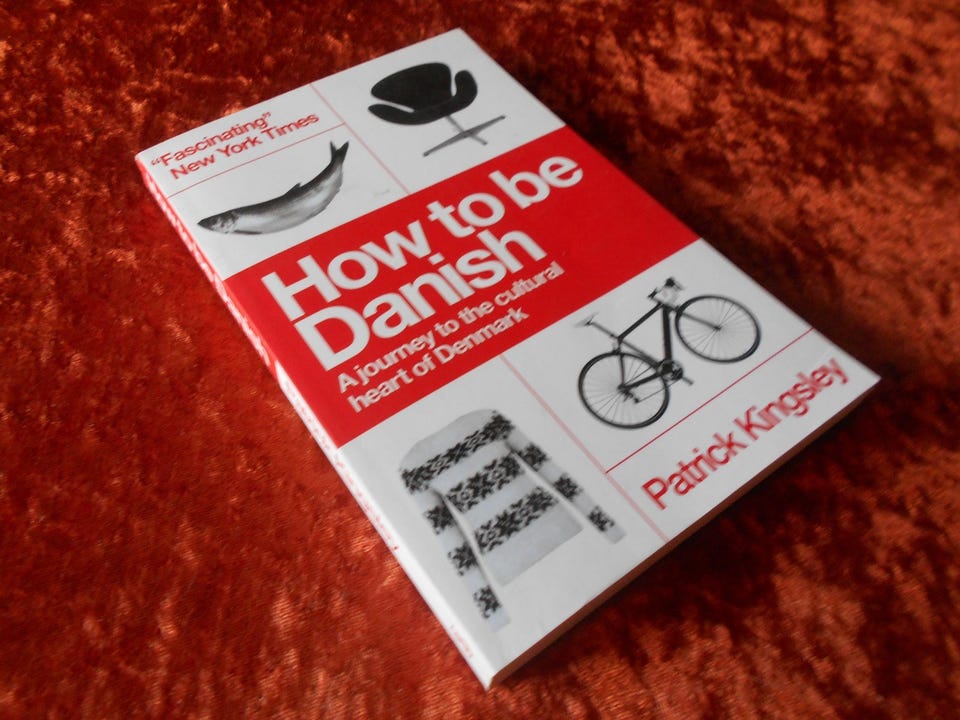 “Fascinating”
New York Times
How to be
Danish
A journey to the cultural
heart of Denmark
Patrick Kingsley